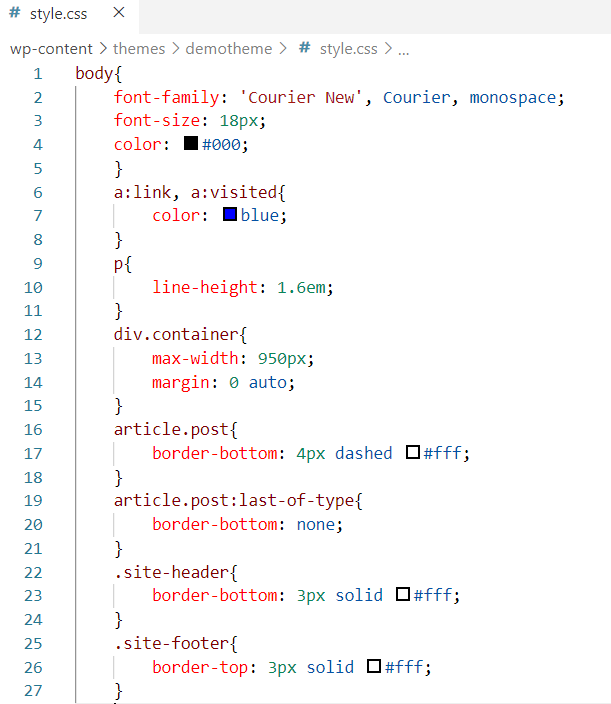 # style.css ×
wp-content > themes > demotheme > # style.css > ...
1 body{
2 font-family: 'Courier New', Courier, monospace;
3 font-size: 18px;
4 color: #000;
5 }
6 a:link, a:visited{
7 color: blue;
8 }
9 p{
10 line-height: 1.6em;
11 }
12 div.container{
13 max-width: 950px;
14 margin: 0 auto;
15 }
16 article.post{
17 border-bottom: 4px dashed #fff;
18 }
19 article.post:last-of-type{
20 border-bottom: none;
21 }
22 .site-header{
23 border-bottom: 3px solid #fff;
24 }
25 .site-footer{
26 border-top: 3px solid #fff;
27 }